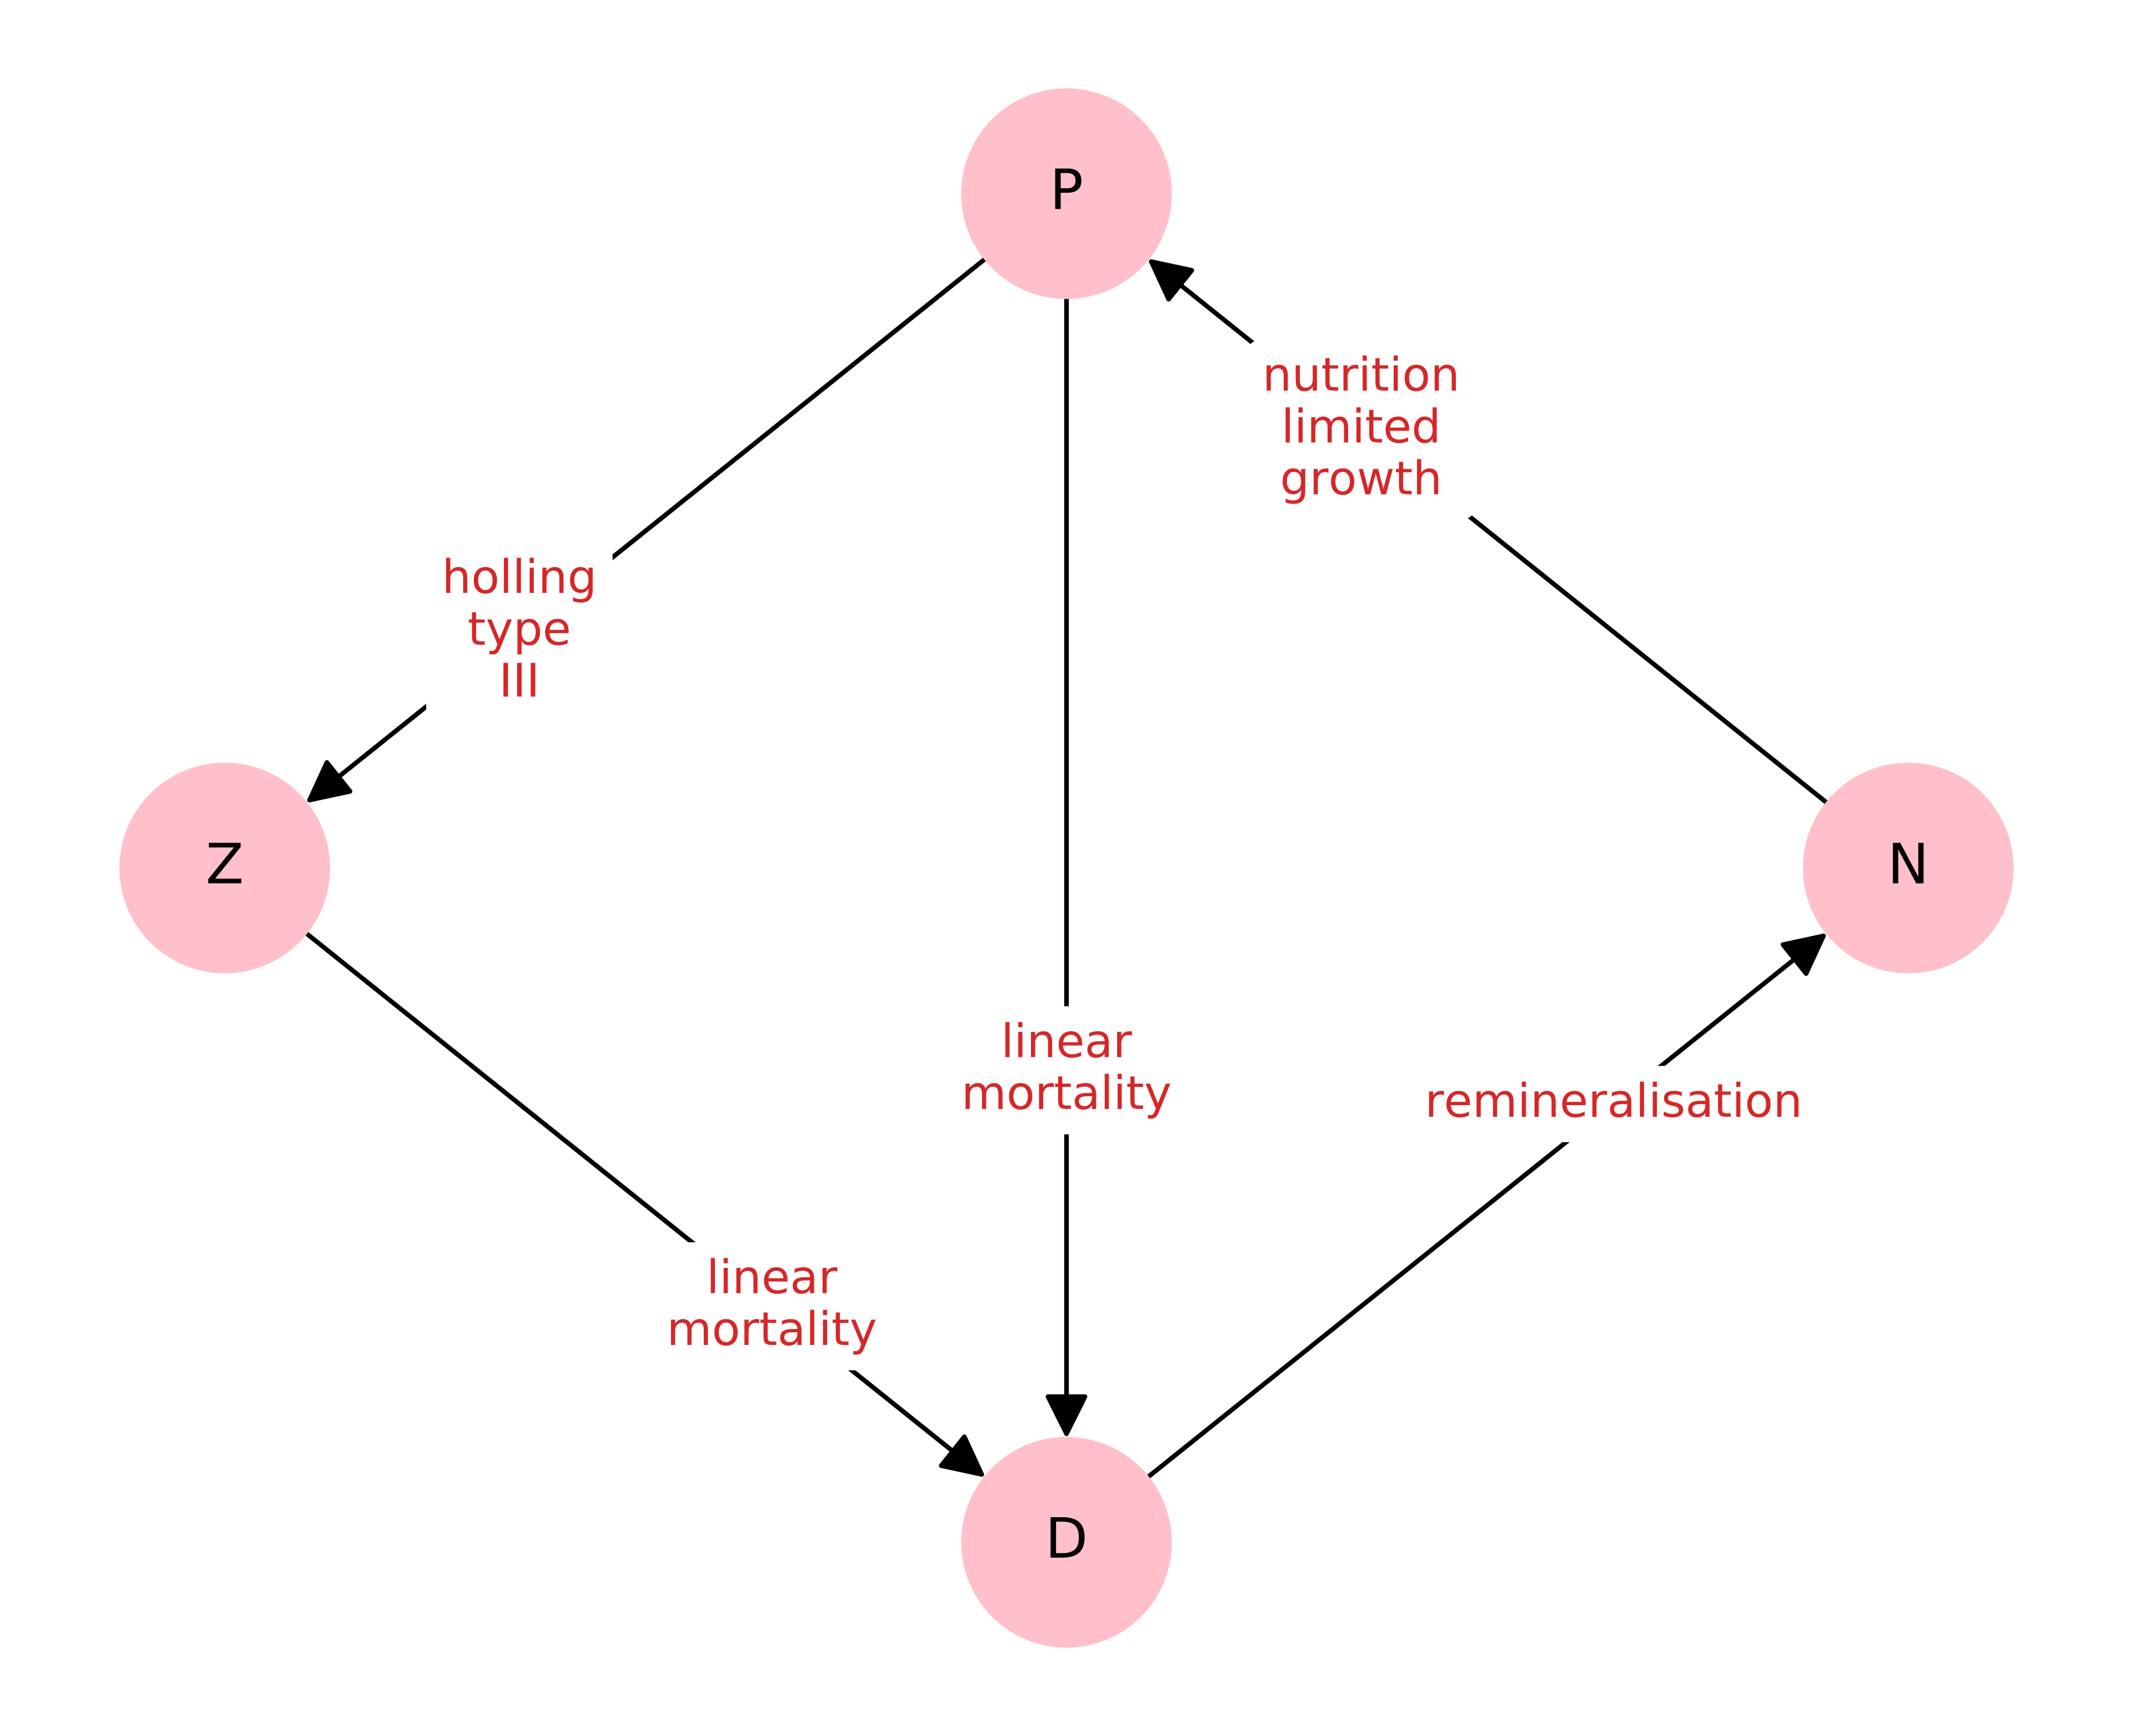 P
nutrition
limited
growth
holling
type
III
Z
N
linear
mortality
remineralisation
linear
mortality
D